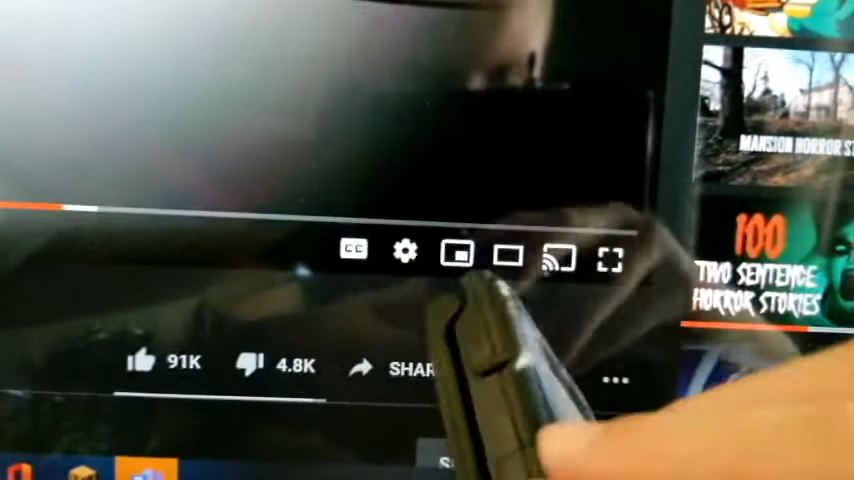 MANSION HORROR
100
TWO SENTENCE
HORROR STORIES
CC
91K
4.8K
SHAR